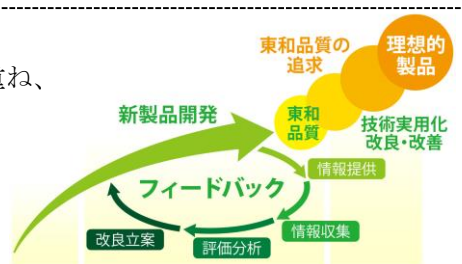 重ね、
東和品質の
追求
理想的
製品
新製品開発
東和
品質
技術実用化
改良・改善
情報提供
フィードバック
情報収集
評価分析
改良立案